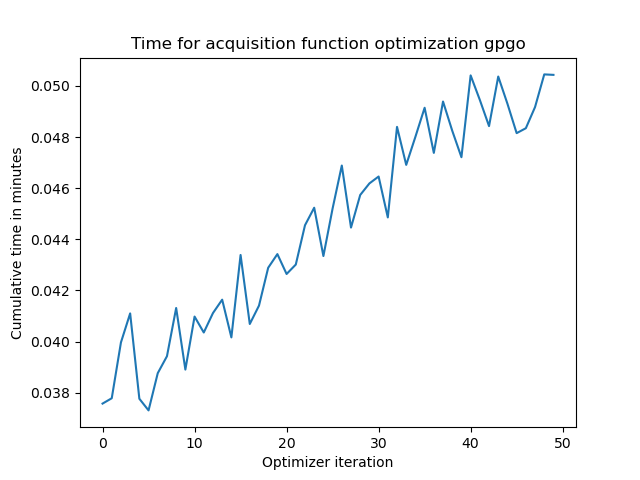 Time for acquisition function optimization gpgo
Cumulative time in minutes
0.050
0.048
0.046
0.044
0.042
0.040
0.038
0 10 20 30 40 50
Optimizer iteration